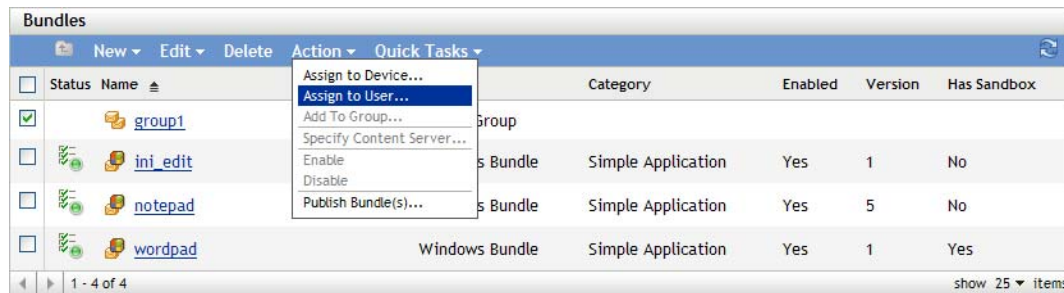 Bundles
New Edit Delete Action Quick Tasks
Status Name Category Enabled Version Has Sandbox
Assign to Device...
Assign to User...
Add To Group...
Specify Content Server...
Enable
Disable
Publish Bundle(s)...
group1 Group
ini_edit s Bundle Simple Application Yes 1 No
notepad s Bundle Simple Application Yes 5 No
wordpad Windows Bundle Simple Application Yes 1 Yes
1 - 4 of 4 show 25 items